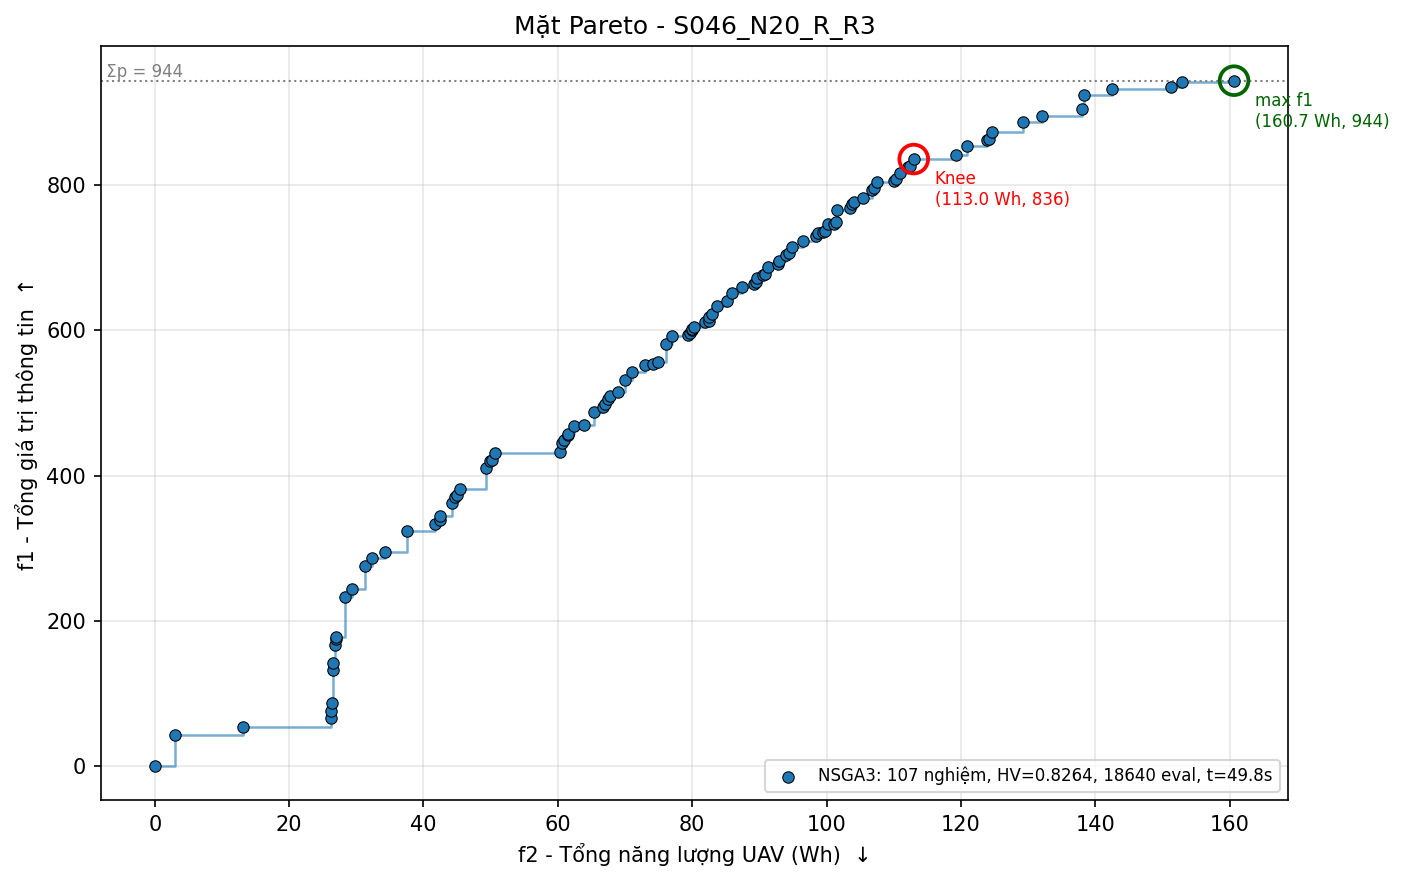 Mặt Pareto - S046_N20_R_R3
Σp = 944
max f1
(160.7 Wh, 944)
Knee
(113.0 Wh, 836)
f1 - Tổng giá trị thông tin ↑
800
600
400
200
0
NSGA3: 107 nghiệm, HV=0.8264, 18640 eval, t=49.8s
0 20 40 60 80 100 120 140 160
f2 - Tổng năng lượng UAV (Wh) ↓